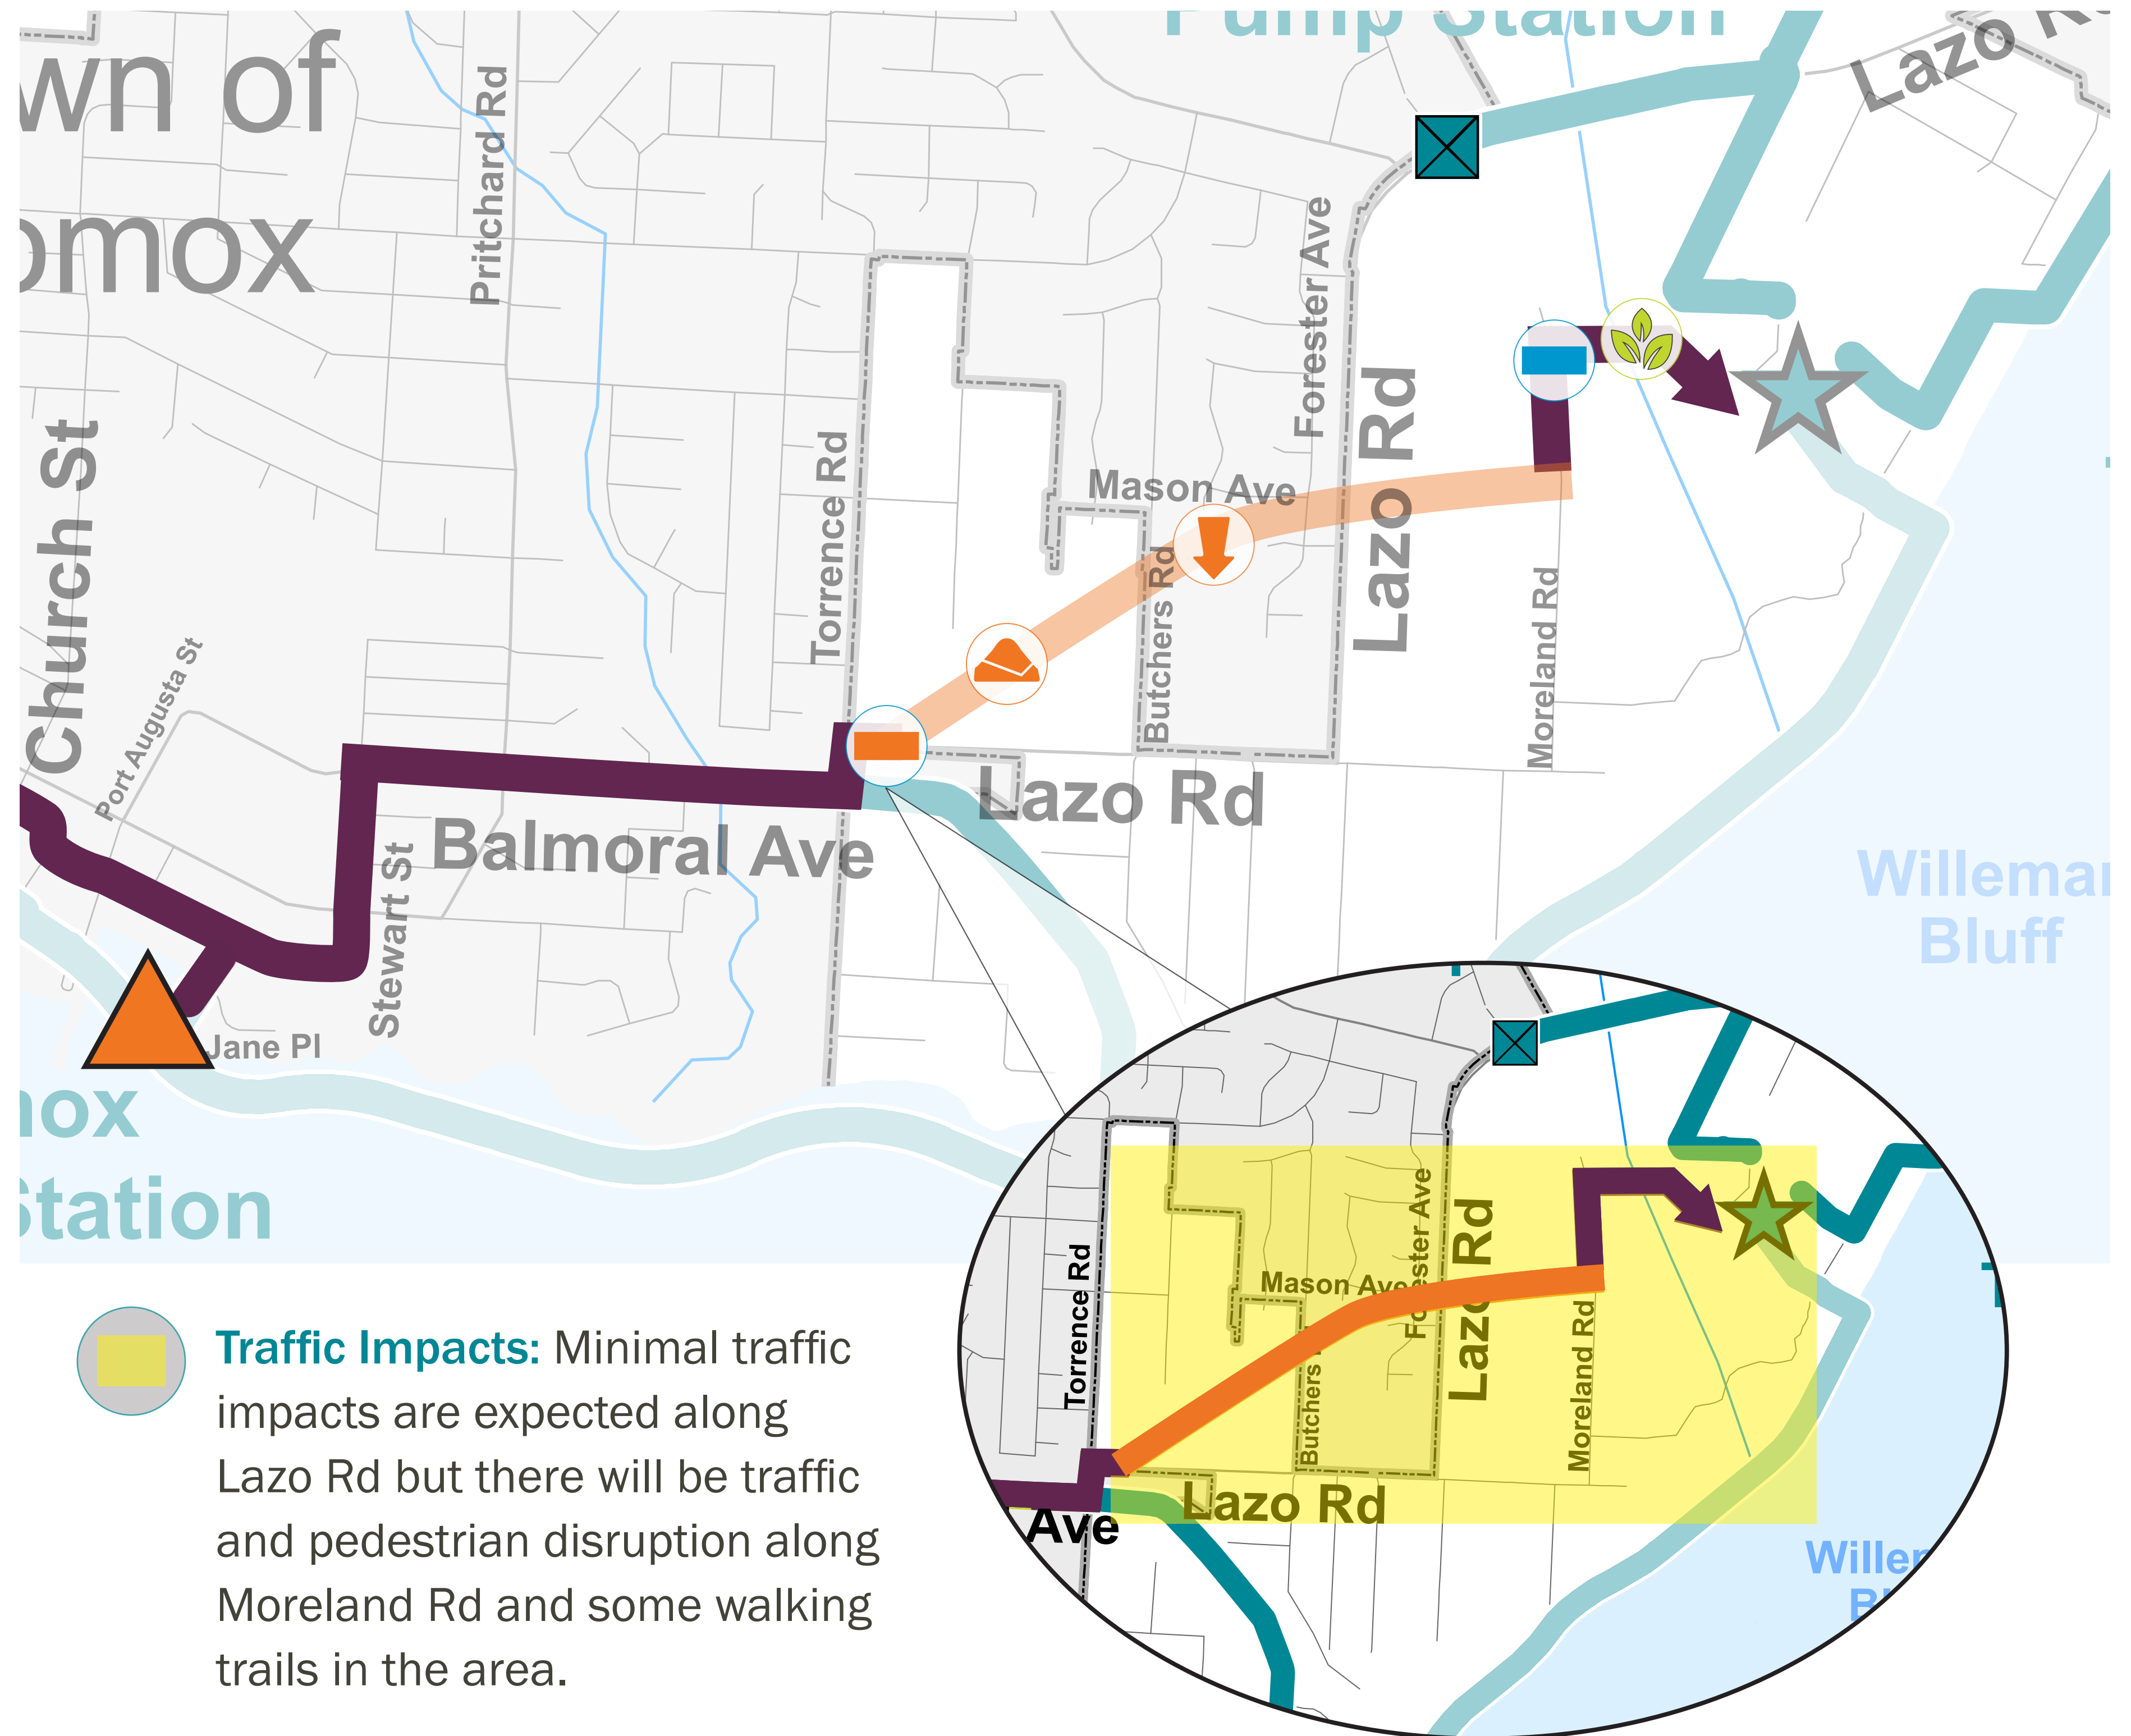 Pump Station
Lazo
wn of
omox
Pritchard Rd
Forester Ave
Church St
Torrence Rd
Mason Ave
Lazo Rd
Butchers Rd
Moreland Rd
Port Augusta St
Lazo Rd
Balmoral Ave
Stewart St
Jane Pl
Willemar
Bluff
nox
Station
Torrence Rd
Mason Ave
Forester Ave
Lazo Rd
Butchers
Moreland Rd
Lazo Rd
Ave
Willem
Traffic Impacts: Minimal traffic
impacts are expected along
Lazo Rd but there will be traffic
and pedestrian disruption along
Moreland Rd and some walking
trails in the area.